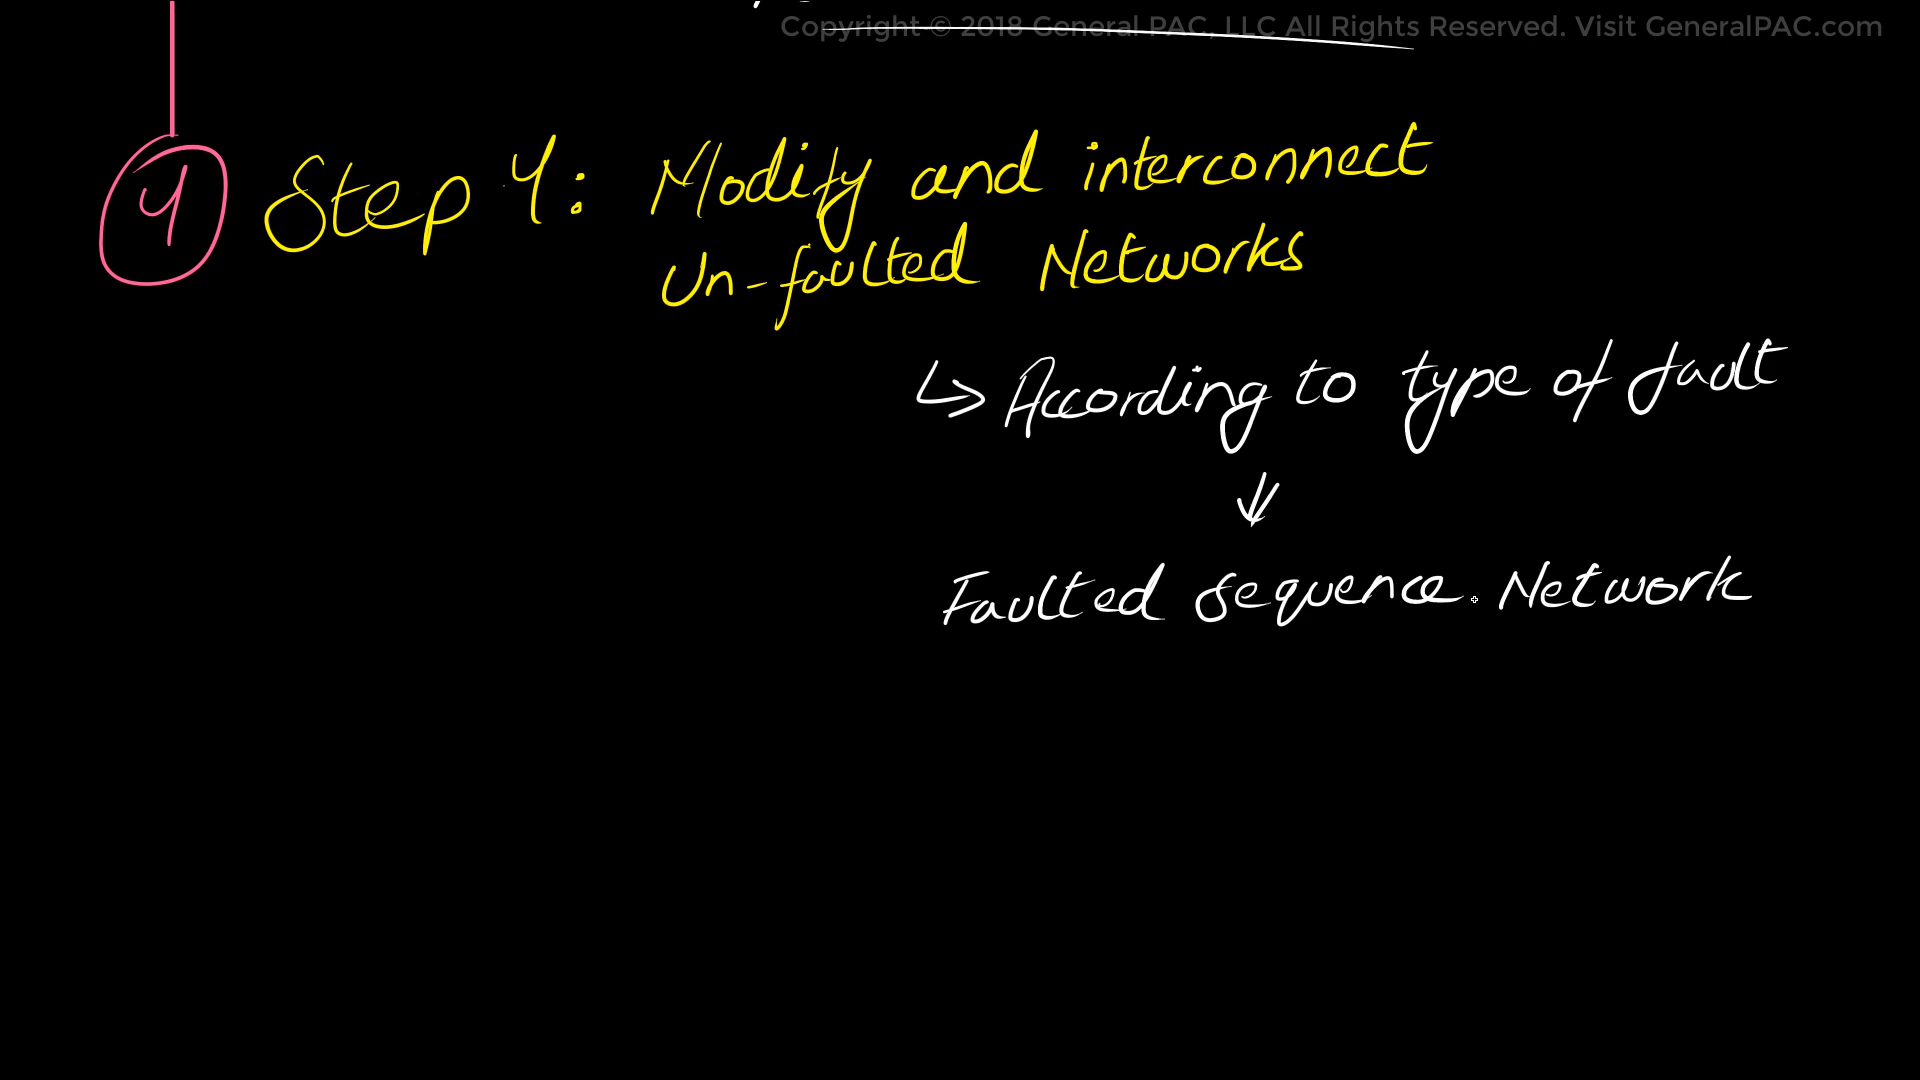 Copyright © 2018 General PAC, LLC All Rights Reserved. Visit GeneralPAC.com
4 Step 4: Modify and interconnect
Un-faulted Networks
↳ According to type of fault
↓
Faulted sequence Network